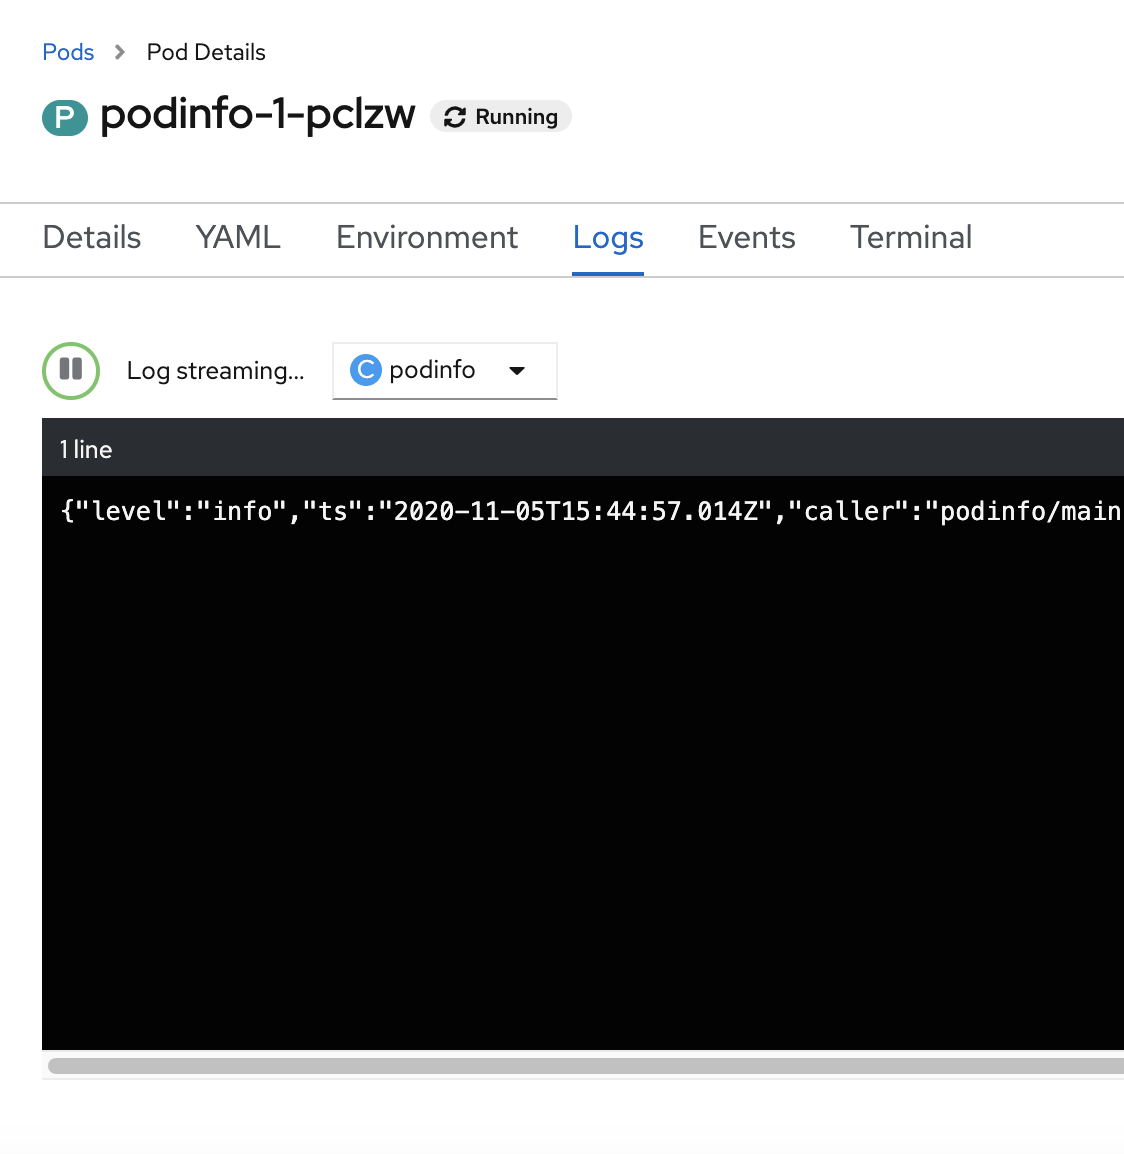 Pods > Pod Details
P podinfo-1-pclzw Running
Details YAML Environment Logs Events Terminal
Log streaming... C podinfo
1 line
{"level":"info","ts":"2020-11-05T15:44:57.014Z","caller":"podinfo/main